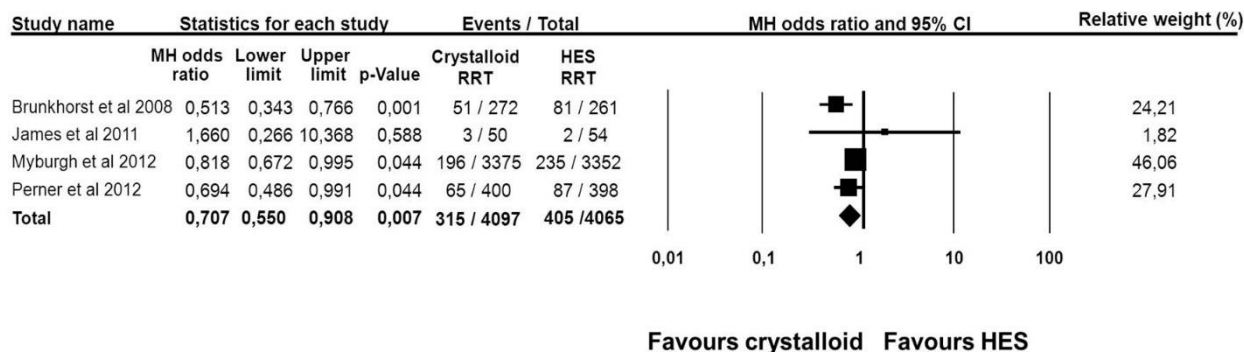 Study name Statistics for each study Events / Total MH odds ratio and 95% CI Relative weight (%)
MH odds Lower Upper Crystalloid HES
ratio limit limit p-Value RRT RRT
Brunkhorst et al 2008 0,513 0,343 0,766 0,001 51 / 272 81 / 261 24,21
James et al 2011 1,660 0,266 10,368 0,588 3 / 50 2 / 54 1,82
Myburgh et al 2012 0,818 0,672 0,995 0,044 196 / 3375 235 / 3352 46,06
Perner et al 2012 0,694 0,486 0,991 0,044 65 / 400 87 / 398 27,91
Total 0,707 0,550 0,908 0,007 315 / 4097 405 /4065
0,01 0,1 1 10 100
Favours crystalloid Favours HES